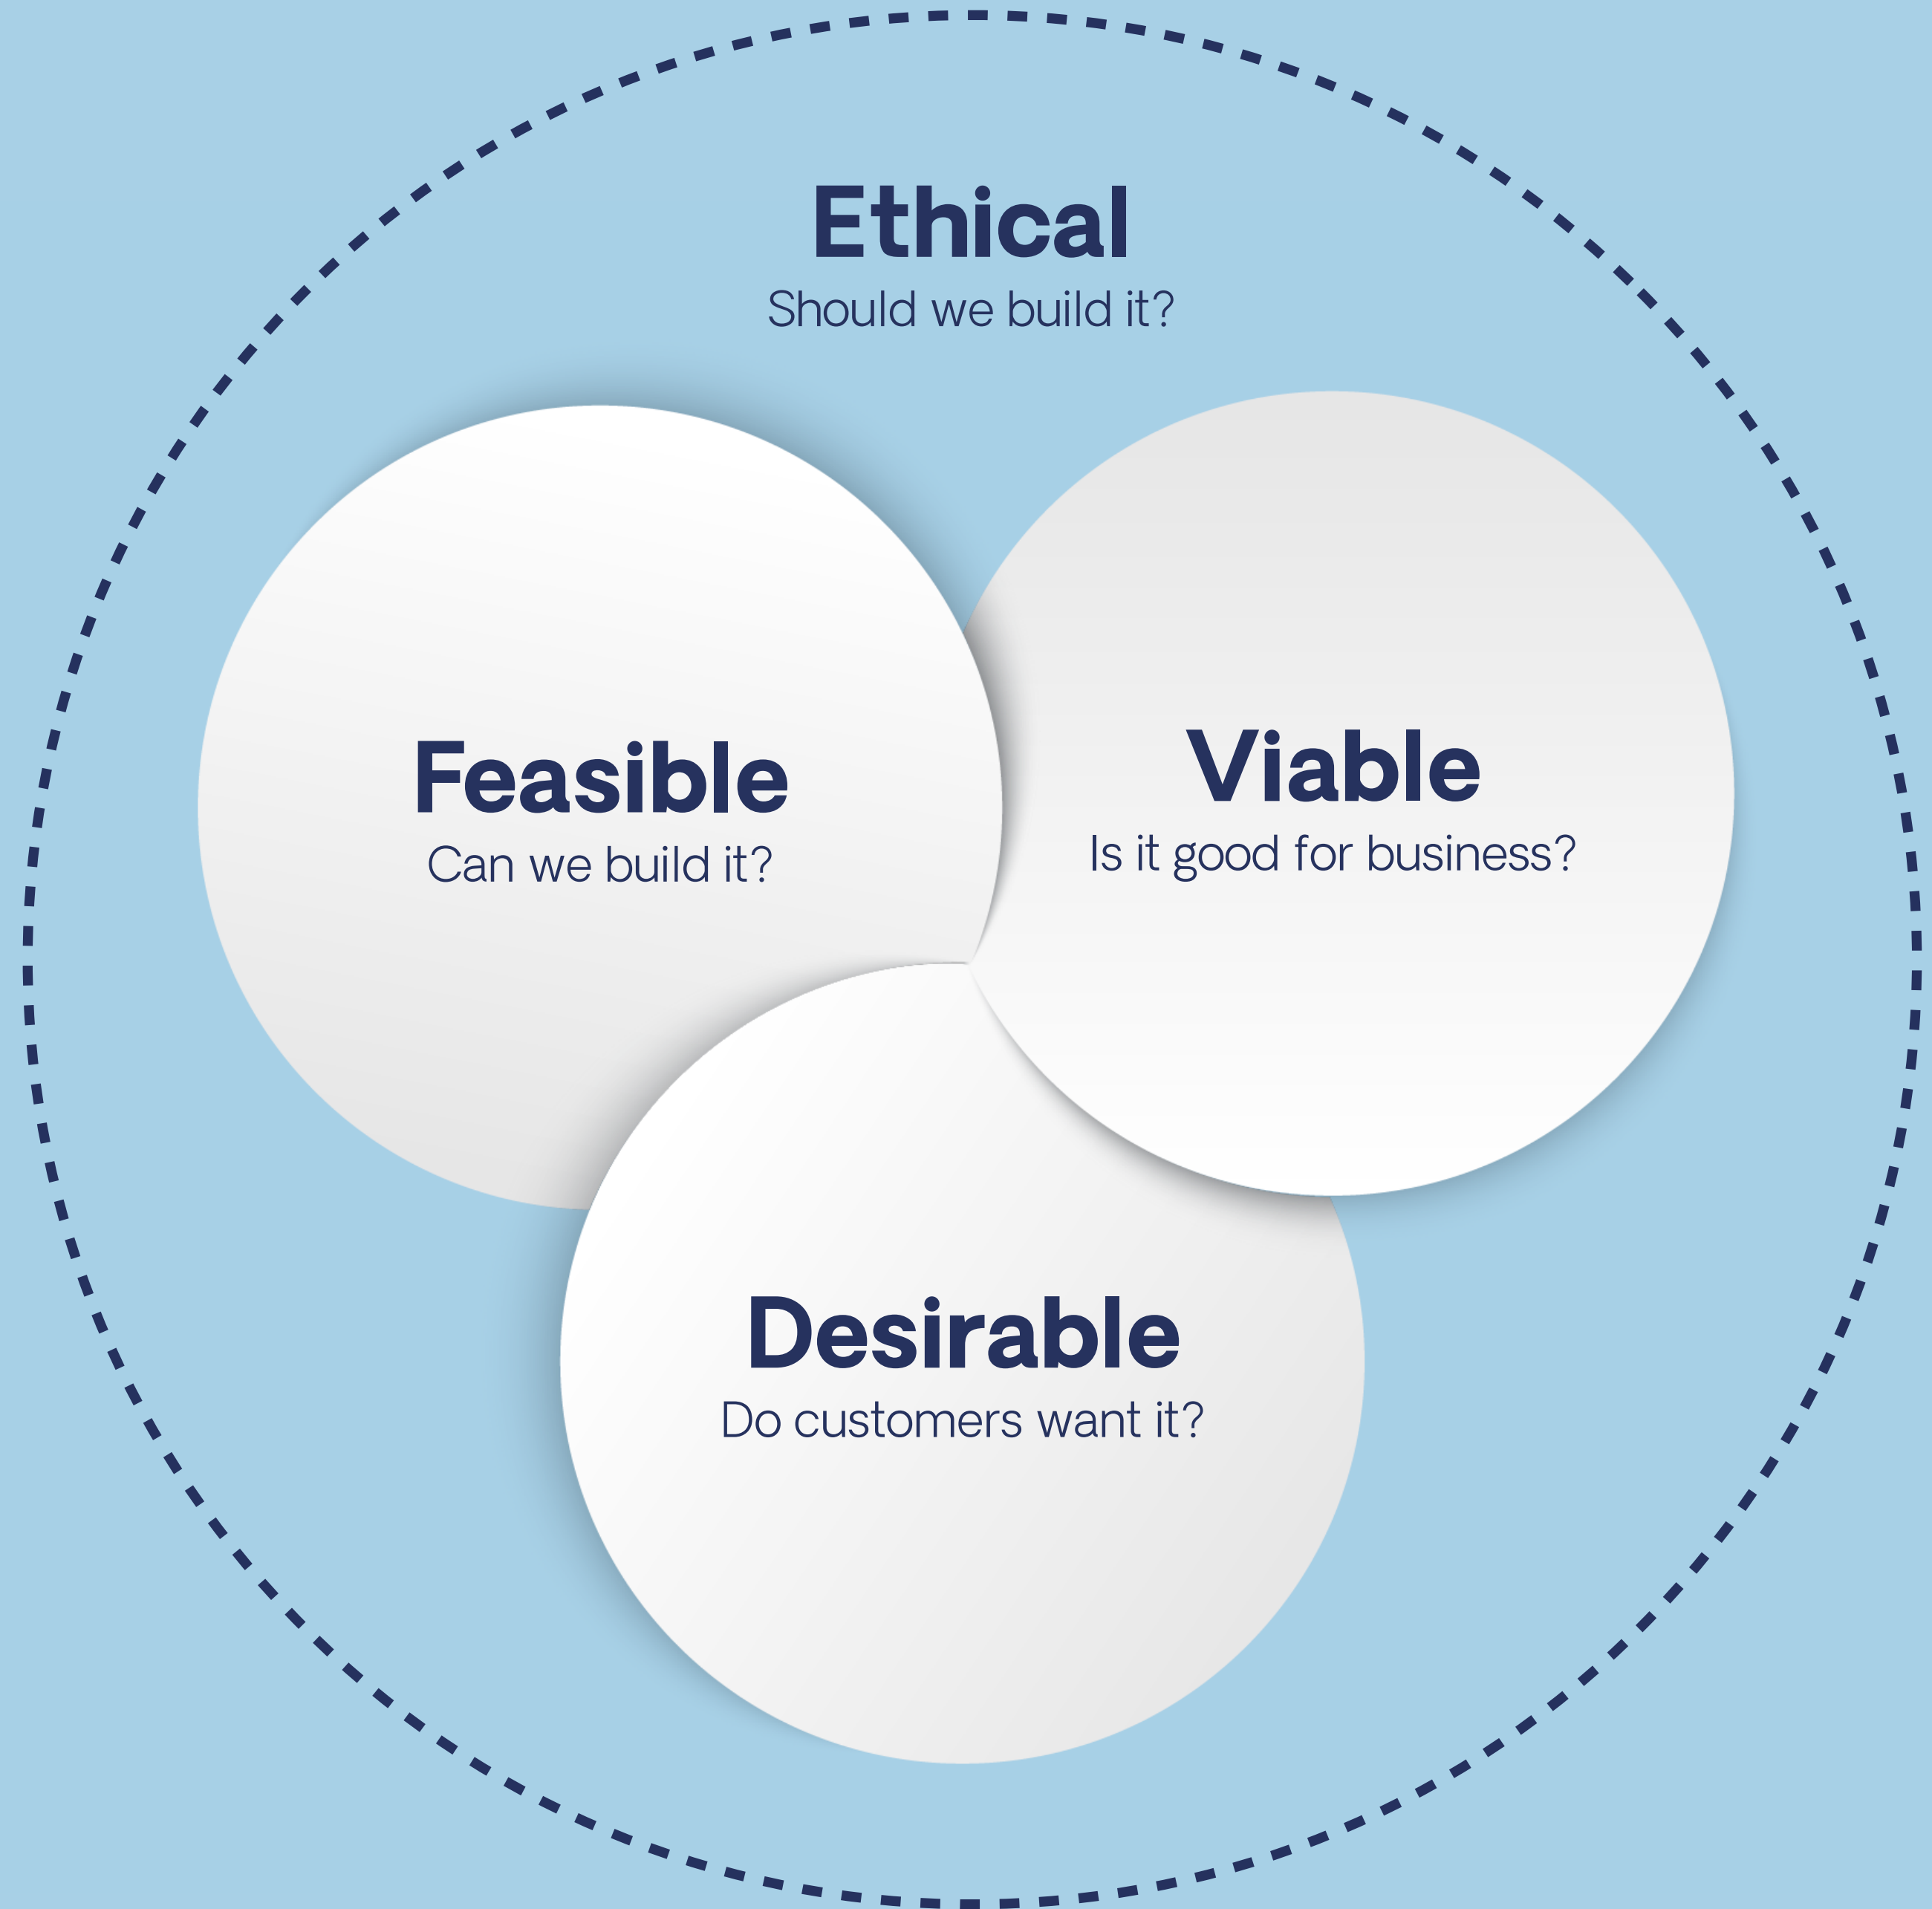 Ethical
Should we build it?
Feasible
Can we build it?
Viable
Is it good for business?
Desirable
Do customers want it?